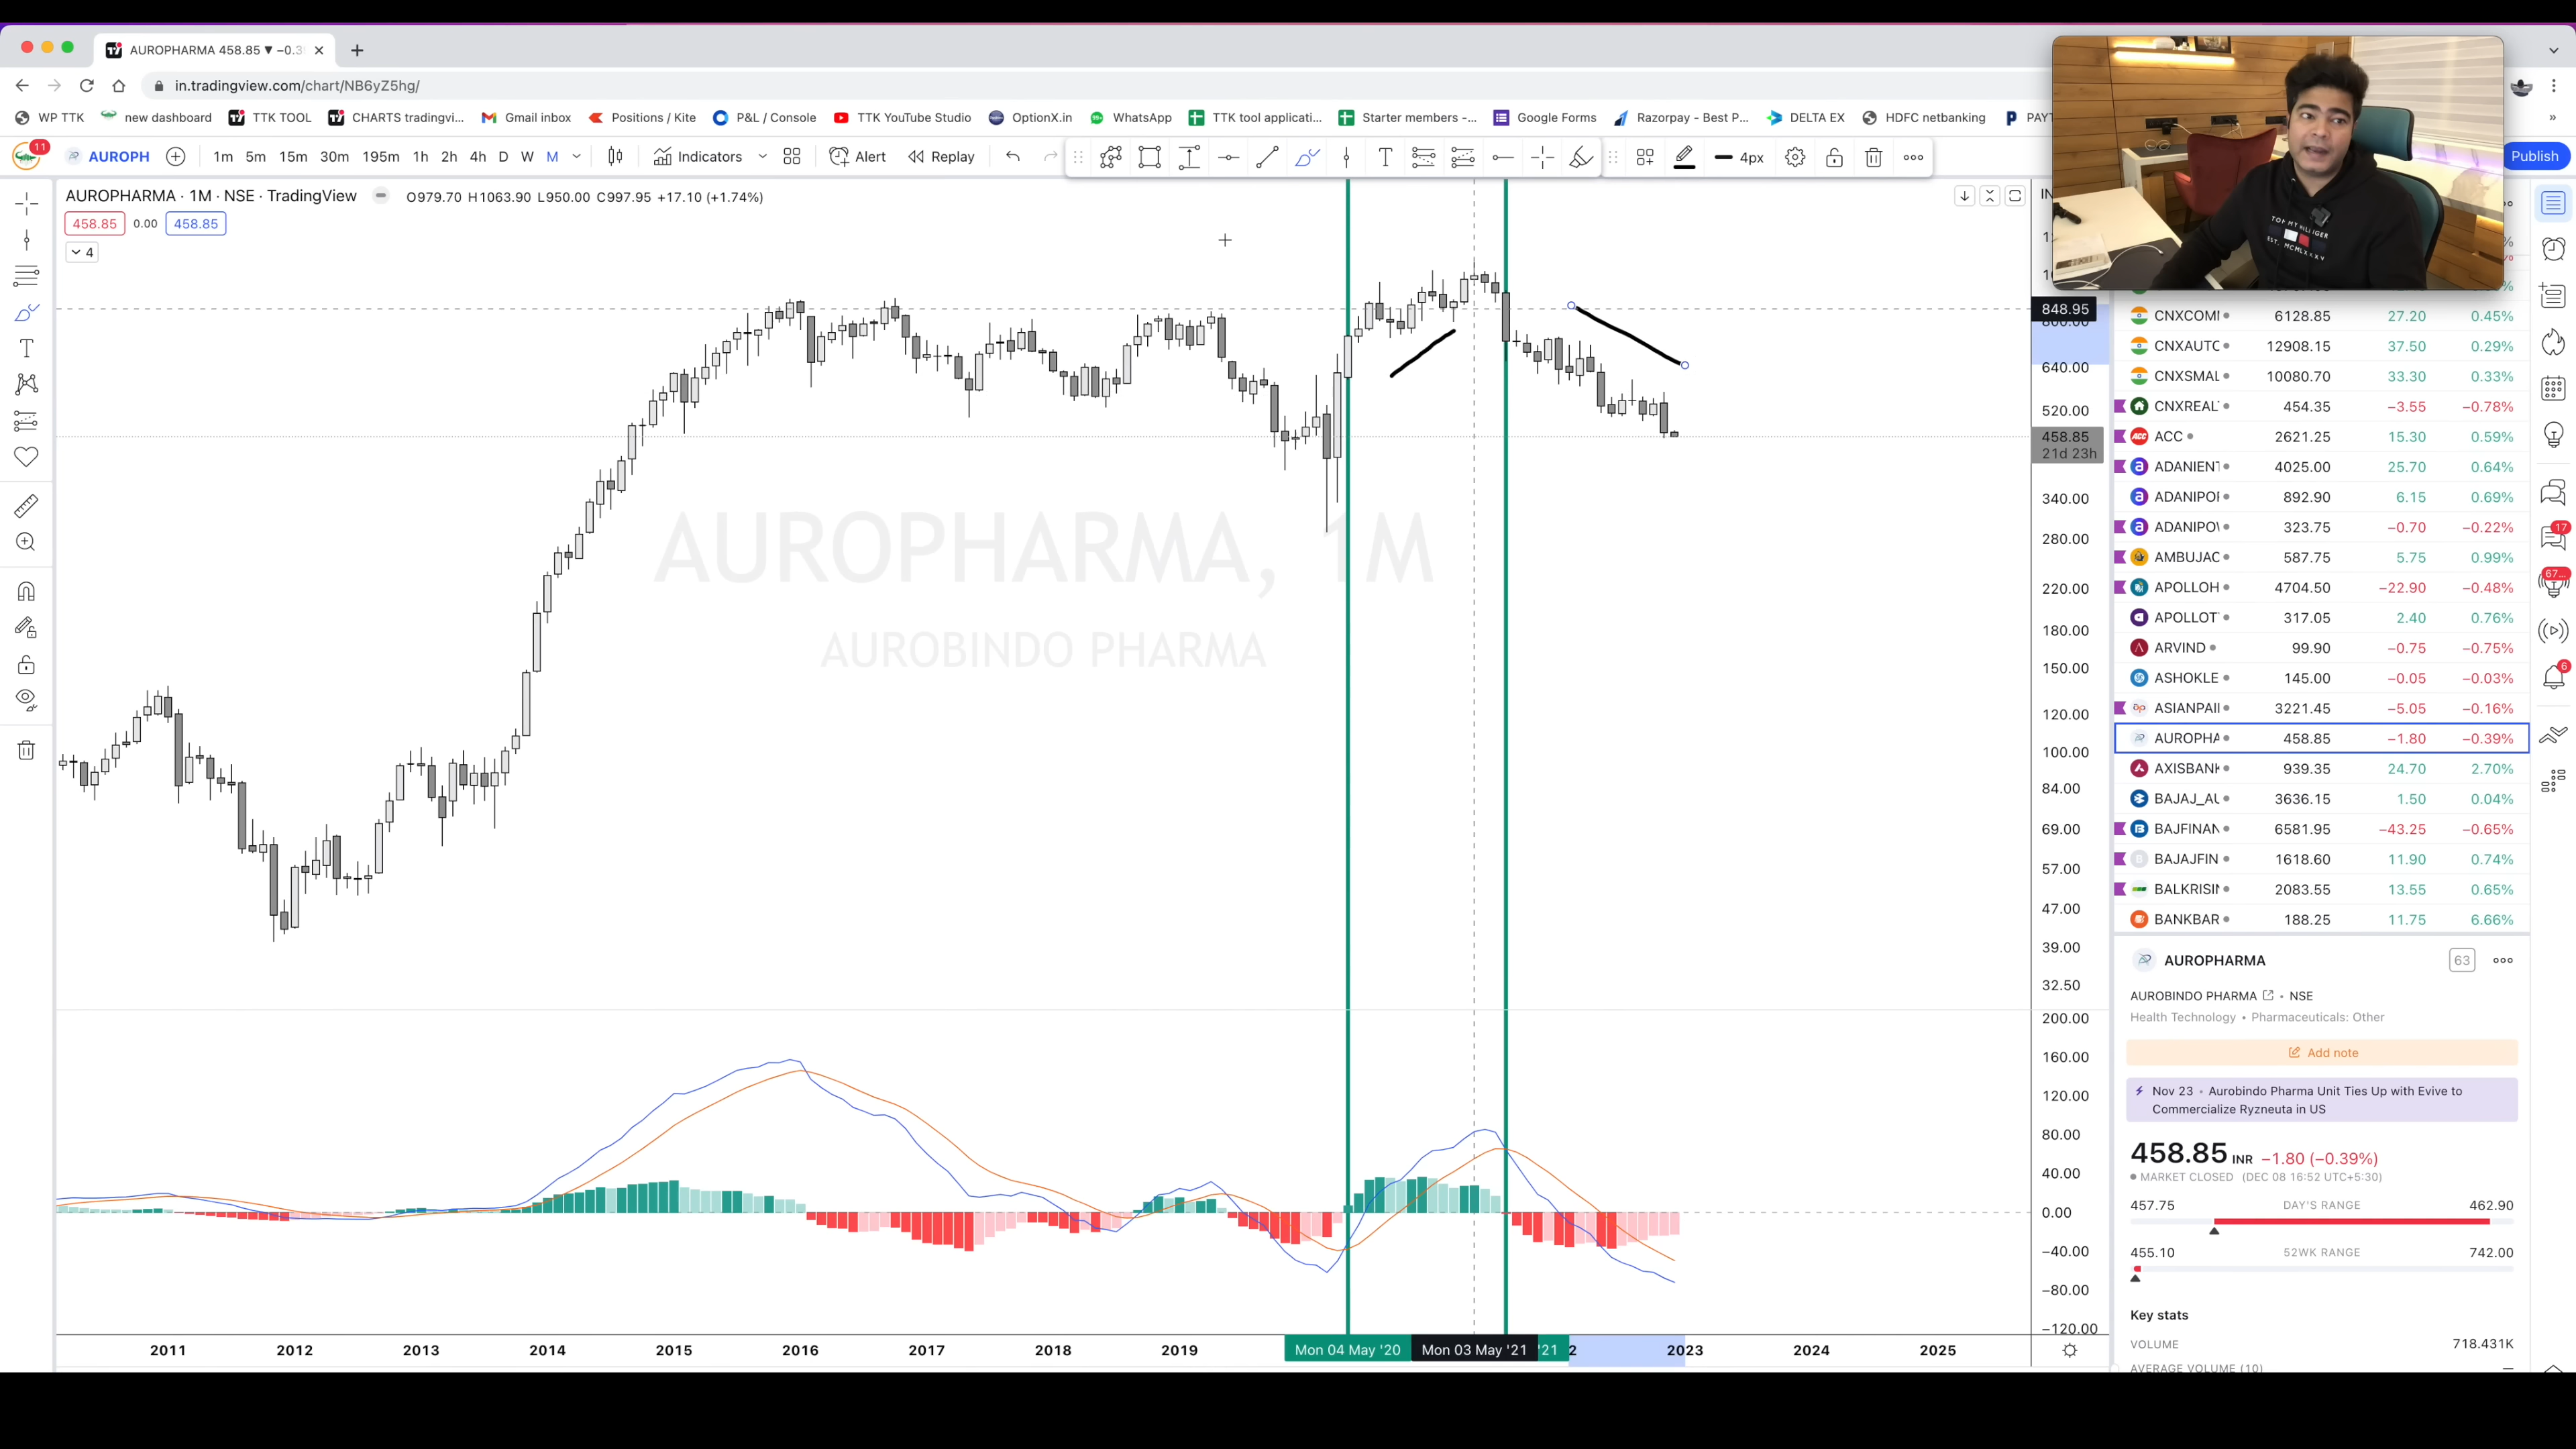 AUROPHARMA 458.85 ▼ −0.3
in.tradingview.com/chart/NB6yZ5hg/
WP TTK new dashboard TTK TOOL CHARTS tradingvi... Gmail inbox Positions / Kite P&L / Console TTK YouTube Studio OptionX.in WhatsApp TTK tool applicati... Starter members -... Google Forms Razorpay - Best P... DELTA EX HDFC netbanking
11 AUROPH 1m 5m 15m 30m 195m 1h 2h 4h D W M Indicators Alert Replay 4px Publish
AUROPHARMA · 1M · NSE · TradingView O979.70 H1063.90 L950.00 C997.95 +17.10 (+1.74%)
458.85 0.00 458.85
4
TOMMY HILFIGER
EST. MCMLXXXV
848.95
640.00
520.00
458.85
21d 23h
340.00
280.00
220.00
180.00
150.00
120.00
100.00
84.00
69.00
57.00
47.00
39.00
32.50
200.00
160.00
120.00
80.00
40.00
0.00
−40.00
−80.00
−120.00
AUROPHARMA, 1M
AUROBINDO PHARMA
2011 2012 2013 2014 2015 2016 2017 2018 2019 Mon 04 May '20 Mon 03 May '21 '21 2 2023 2024 2025
CNXCOMI 6128.85 27.20 0.45%
CNXAUTC 12908.15 37.50 0.29%
CNXSMAL 10080.70 33.30 0.33%
CNXREAL 454.35 −3.55 −0.78%
ACC 2621.25 15.30 0.59%
ADANIENT 4025.00 25.70 0.64%
ADANIPOI 892.90 6.15 0.69%
ADANIPO 323.75 −0.70 −0.22%
AMBUJAC 587.75 5.75 0.99%
APOLLOH 4704.50 −22.90 −0.48%
APOLLOT 317.05 2.40 0.76%
ARVIND 99.90 −0.75 −0.75%
ASHOKLE 145.00 −0.05 −0.03%
ASIANPAI 3221.45 −5.05 −0.16%
AUROPHA 458.85 −1.80 −0.39%
AXISBANK 939.35 24.70 2.70%
BAJAJ_AU 3636.15 1.50 0.04%
BAJFINAN 6581.95 −43.25 −0.65%
BAJAJFIN 1618.60 11.90 0.74%
BALKRISIN 2083.55 13.55 0.65%
BANKBAR 188.25 11.75 6.66%
AUROPHARMA 63
AUROBINDO PHARMA • NSE
Health Technology • Pharmaceuticals: Other
Add note
Nov 23 • Aurobindo Pharma Unit Ties Up with Evive to
Commercialize Ryzneuta in US
458.85 INR −1.80 (−0.39%)
MARKET CLOSED (DEC 08 16:52 UTC+5:30)
457.75 DAY'S RANGE 462.90
455.10 52WK RANGE 742.00
Key stats
VOLUME 718.431K
AVERAGE VOLUME (10) —
17
67...
6